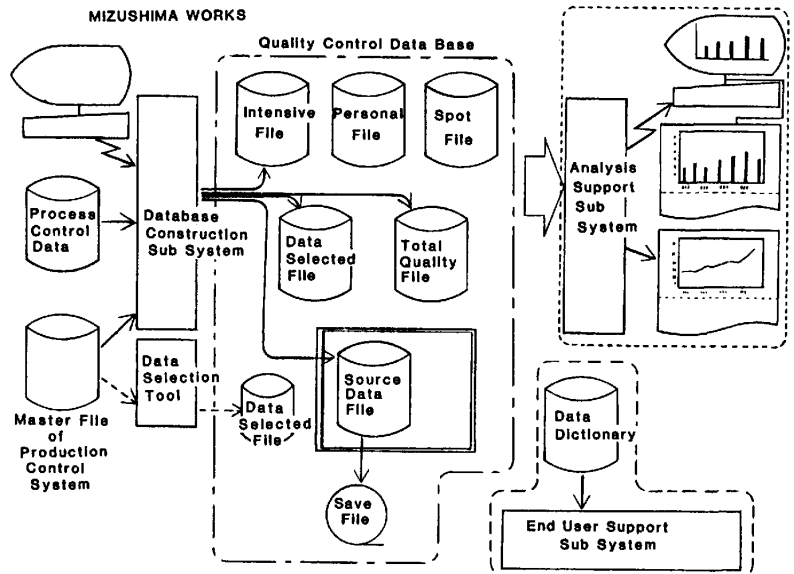 MIZUSHIMA WORKS
Quality Control Data Base
Intensive
File
Personal
File
Spot
File
Process
Control
Data
Database
Construction
Sub System
Data
Selected
File
Total
Quality
File
Analysis
Support
Sub
System
Master File
of
Production
Control
System
Data
Selection
Tool
Data
Selected
File
Source
Data
File
Save
File
Data
Dictionary
End User Support
Sub System